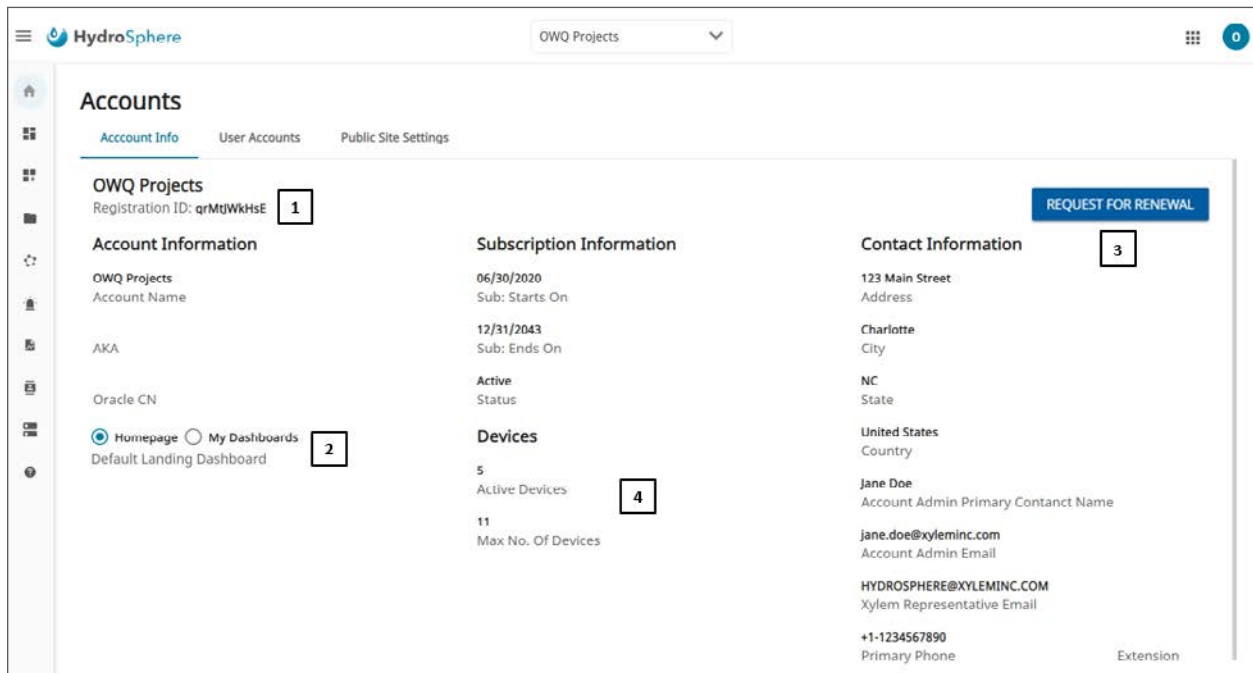 HydroSphere
OWQ Projects
O
Accounts
Acccount Info
User Accounts
Public Site Settings
OWQ Projects
Registration ID: qrMtJWkHsE
1
REQUEST FOR RENEWAL
3
Account Information
OWQ Projects
Account Name
AKA
Oracle CN
Homepage My Dashboards
Default Landing Dashboard
2
Subscription Information
06/30/2020
Sub: Starts On
12/31/2043
Sub: Ends On
Active
Status
Devices
5
Active Devices
4
11
Max No. Of Devices
Contact Information
123 Main Street
Address
Charlotte
City
NC
State
United States
Country
Jane Doe
Account Admin Primary Contanct Name
jane.doe@xyleminc.com
Account Admin Email
HYDROSPHERE@XYLEMINC.COM
Xylem Representative Email
+1-1234567890
Primary Phone
Extension